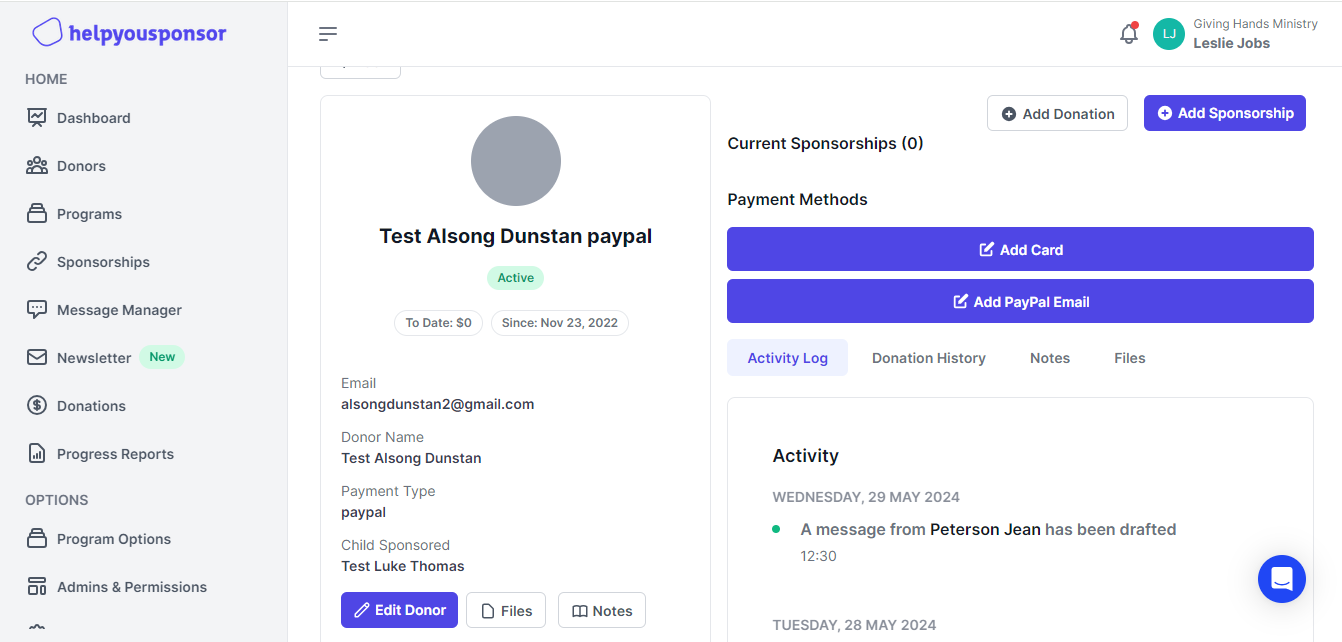 helpyousponsor
HOME
Dashboard
Donors
Programs
Sponsorships
Message Manager
Newsletter New
Donations
Progress Reports
OPTIONS
Program Options
Admins & Permissions
LJ
Giving Hands Ministry
Leslie Jobs
Test Alsong Dunstan paypal
Active
To Date: $0 Since: Nov 23, 2022
Email
alsongdunstan2@gmail.com
Donor Name
Test Alsong Dunstan
Payment Type
paypal
Child Sponsored
Test Luke Thomas
Edit Donor Files Notes
Add Donation Add Sponsorship
Current Sponsorships (0)
Payment Methods
Add Card
Add PayPal Email
Activity Log Donation History Notes Files
Activity
WEDNESDAY, 29 MAY 2024
A message from Peterson Jean has been drafted
12:30
TUESDAY, 28 MAY 2024